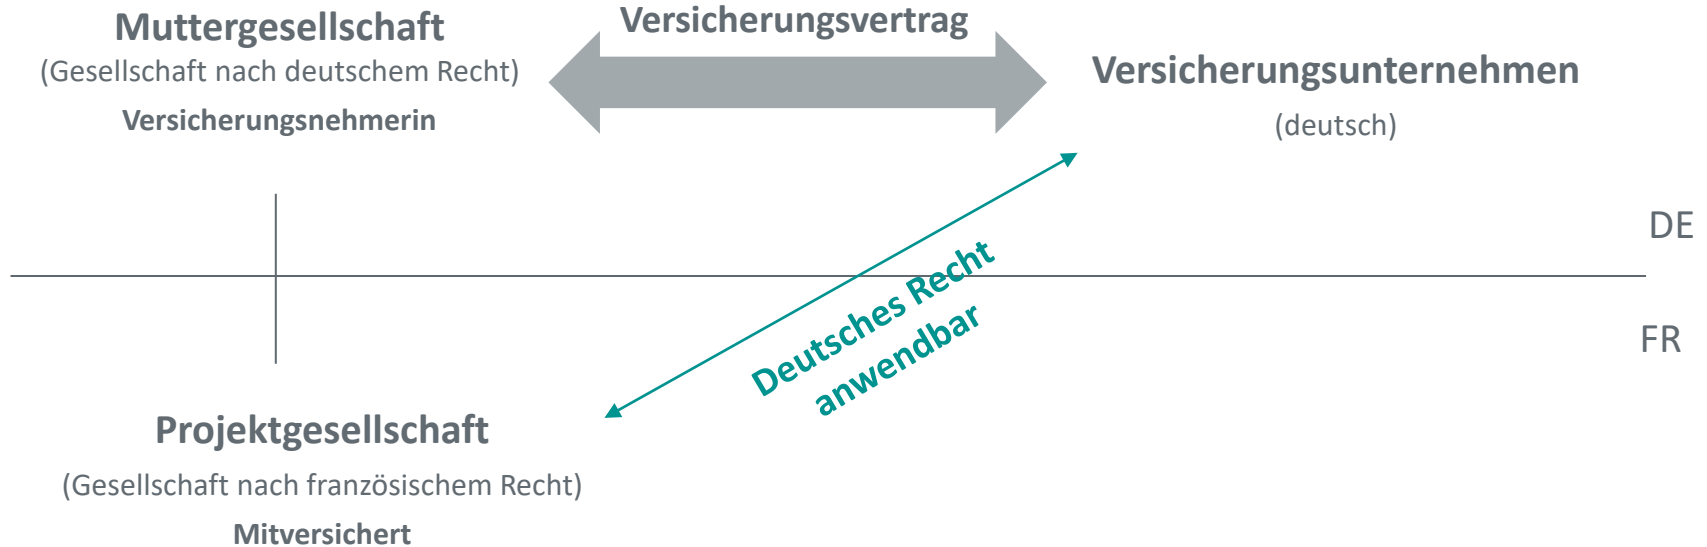 Muttergesellschaft
(Gesellschaft nach deutschem Recht)
Versicherungsnehmerin
Versicherungsvertrag
Versicherungsunternehmen
(deutsch)
DE
Deutsches Recht
anwendbar
FR
Projektgesellschaft
(Gesellschaft nach französischem Recht)
Mitversichert